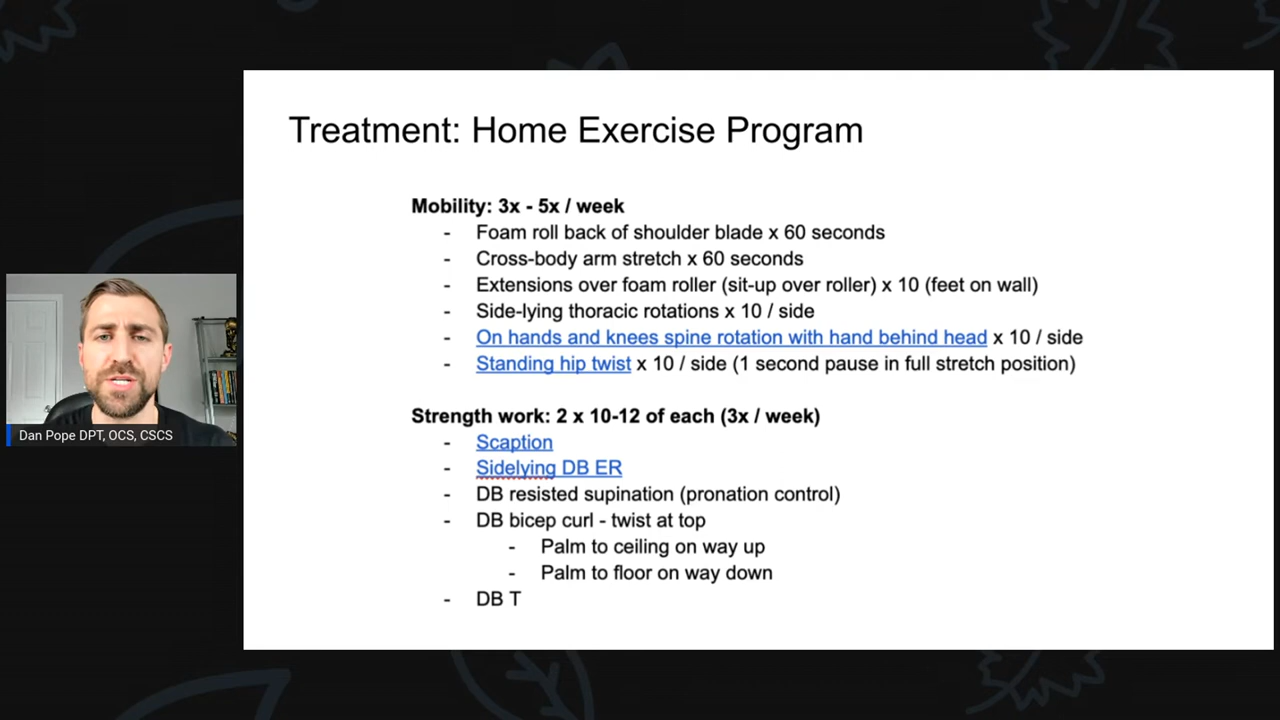 Treatment: Home Exercise Program
Mobility: 3x - 5x / week
- Foam roll back of shoulder blade x 60 seconds
- Cross-body arm stretch x 60 seconds
- Extensions over foam roller (sit-up over roller) x 10 (feet on wall)
- Side-lying thoracic rotations x 10 / side
- On hands and knees spine rotation with hand behind head x 10 / side
- Standing hip twist x 10 / side (1 second pause in full stretch position)
Strength work: 2 x 10-12 of each (3x / week)
- Scaption
- Sidelying DB ER
- DB resisted supination (pronation control)
- DB bicep curl - twist at top
- Palm to ceiling on way up
- Palm to floor on way down
- DB T
Dan Pope DPT, OCS, CSCS